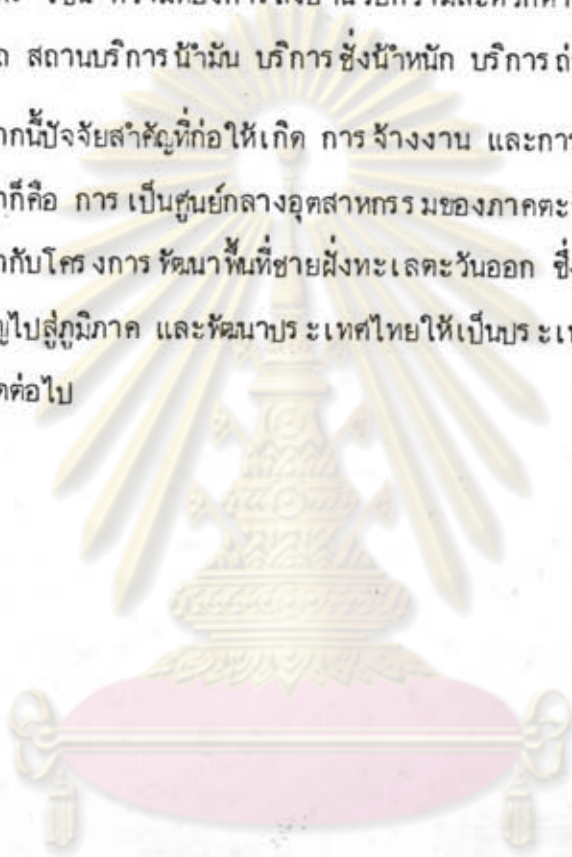 สถานบริการน้ำมัน บริการชั่งน้ำหนัก บริการ
ากนี้ปัจจัยสำคัญที่ก่อให้เกิด การจ้างงาน และการ
าก็คือ การเป็นศูนย์กลางอุตสาหกรรมของภาคตะ
ากับโครงการพัฒนาพื้นที่ชายฝั่งทะเลตะวันออก ซึ่ง
ญไปสู่ภูมิภาค และพัฒนาประเทศไทยให้เป็นประเ
ต่อไป